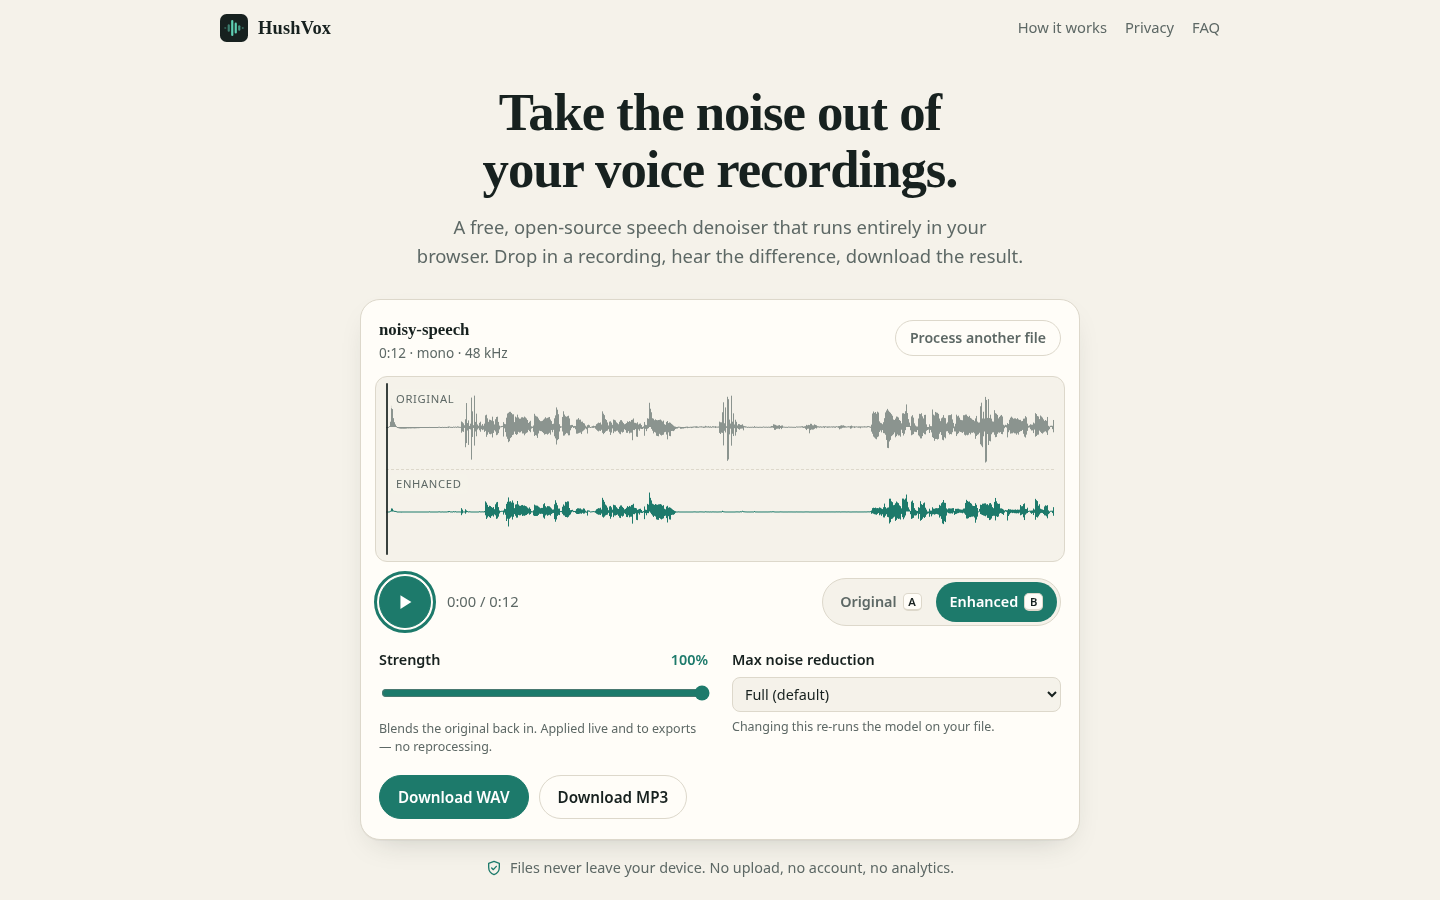 HushVox
How it works Privacy FAQ
Take the noise out of
your voice recordings.
A free, open-source speech denoiser that runs entirely in your
browser. Drop in a recording, hear the difference, download the result.
noisy-speech
0:12 · mono · 48 kHz
Process another file
ORIGINAL
ENHANCED
0:00 / 0:12
Original A
Enhanced B
Strength 100%
Blends the original back in. Applied live and to exports
— no reprocessing.
Max noise reduction
Full (default)
Changing this re-runs the model on your file.
Download WAV
Download MP3
Files never leave your device. No upload, no account, no analytics.